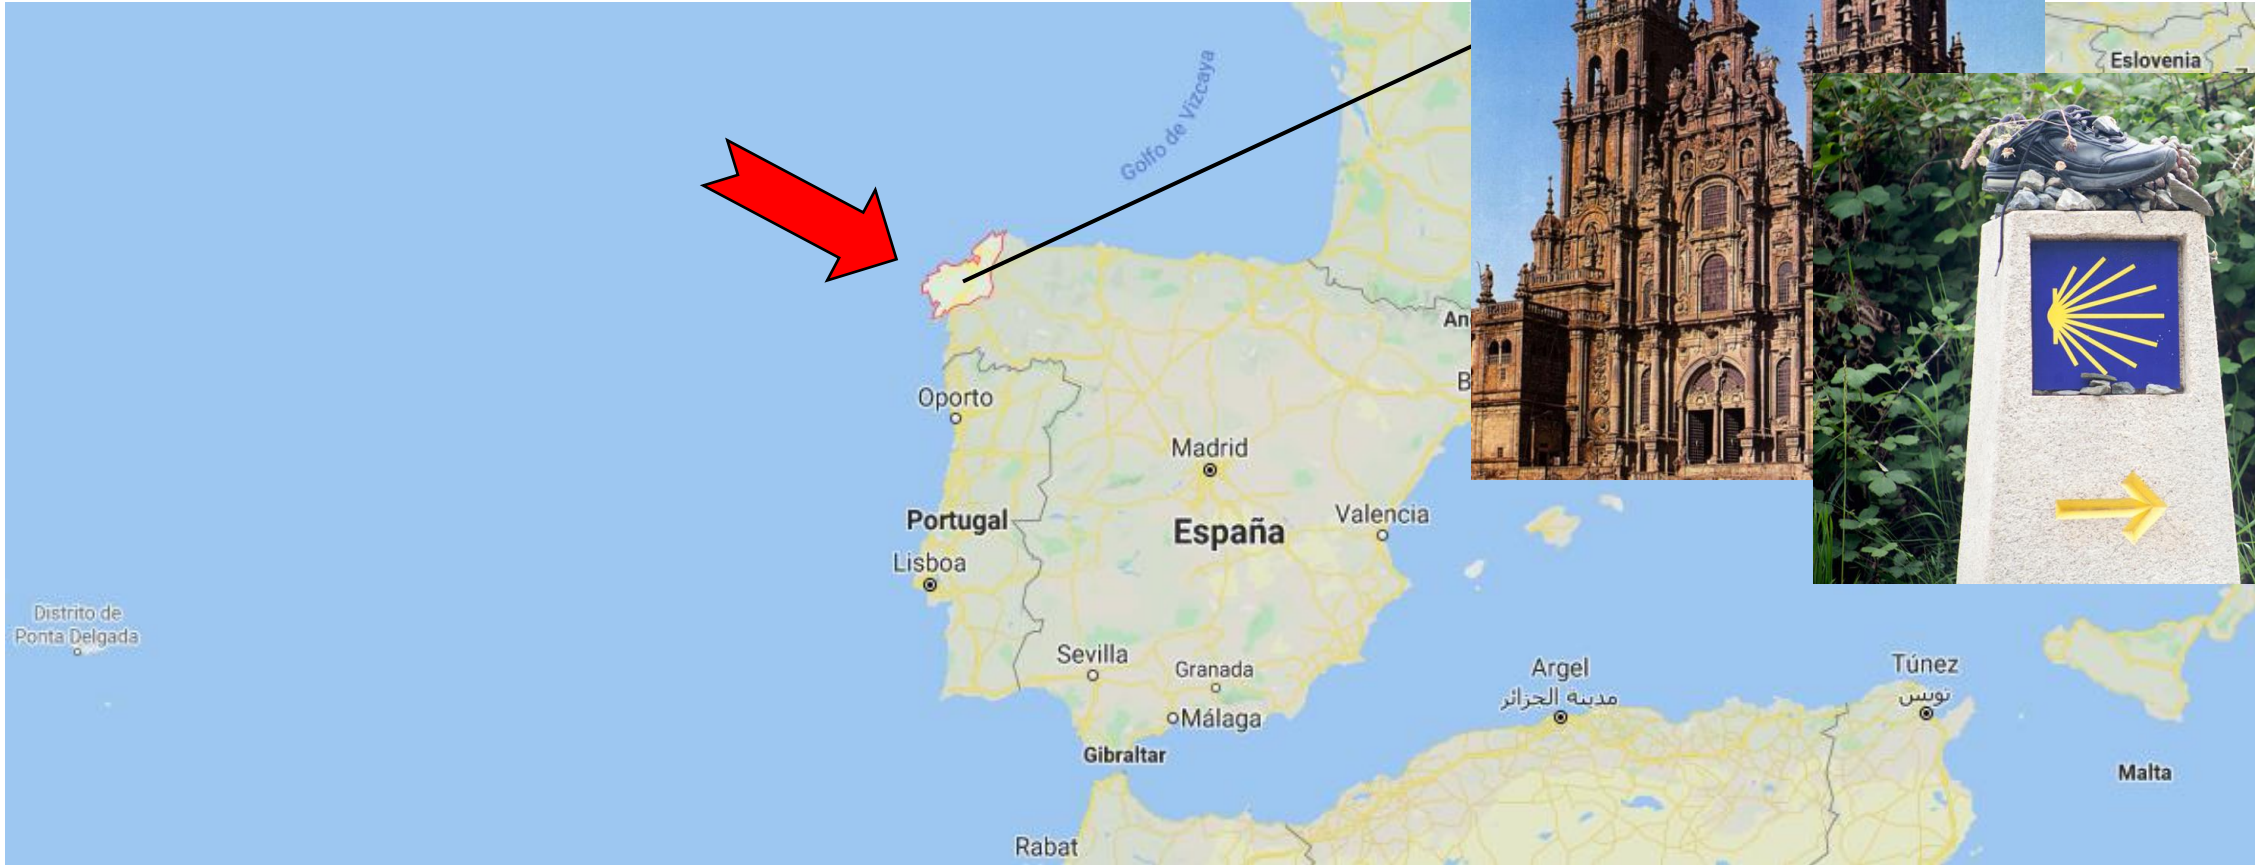 Eslovenia
Golfo de Vizcaya
An
B
Oporto
Madrid
Portugal
España
Valencia
Lisboa
Distrito de
Ponta Delgada
Sevilla
Granada
Málaga
Gibraltar
Argel
مدينة الجزائر
Túnez
تونس
Malta
Rabat